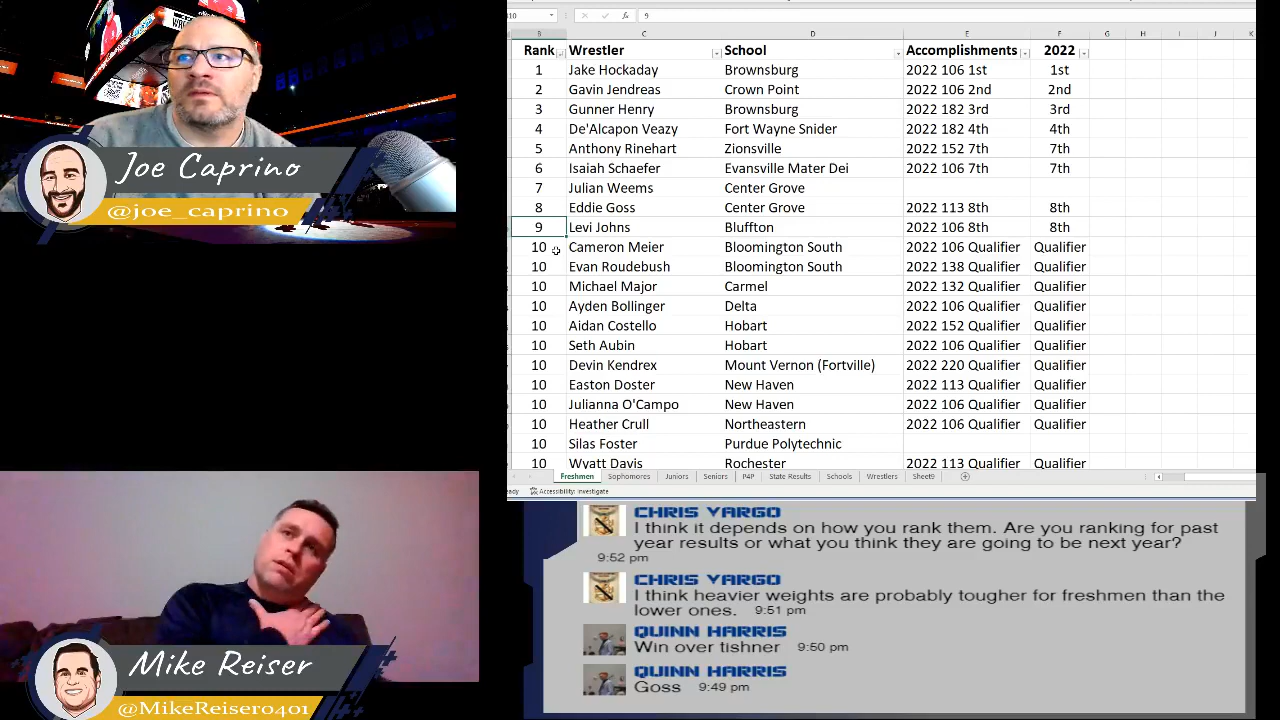 Joe Caprino
@joe_caprino
9
Rank Wrestler School Accomplishments 2022
1 Jake Hockaday Brownsburg 2022 106 1st 1st
2 Gavin Jendreas Crown Point 2022 106 2nd 2nd
3 Gunner Henry Brownsburg 2022 182 3rd 3rd
4 De'Alcapon Veazy Fort Wayne Snider 2022 182 4th 4th
5 Anthony Rinehart Zionsville 2022 152 7th 7th
6 Isaiah Schaefer Evansville Mater Dei 2022 106 7th 7th
7 Julian Weems Center Grove
8 Eddie Goss Center Grove 2022 113 8th 8th
9 Levi Johns Bluffton 2022 106 8th 8th
10 Cameron Meier Bloomington South 2022 106 Qualifier Qualifier
10 Evan Roudebush Bloomington South 2022 138 Qualifier Qualifier
10 Michael Major Carmel 2022 132 Qualifier Qualifier
10 Ayden Bollinger Delta 2022 106 Qualifier Qualifier
10 Aidan Costello Hobart 2022 152 Qualifier Qualifier
10 Seth Aubin Hobart 2022 106 Qualifier Qualifier
10 Devin Kendrex Mount Vernon (Fortville) 2022 220 Qualifier Qualifier
10 Easton Doster New Haven 2022 113 Qualifier Qualifier
10 Julianna O'Campo New Haven 2022 106 Qualifier Qualifier
10 Heather Crull Northeastern 2022 106 Qualifier Qualifier
10 Silas Foster Purdue Polytechnic
10 Wyatt Davis Rochester 2022 113 Qualifier Qualifier
Freshmen Sophomores Juniors Seniors P4P State Results Schools Wrestlers Sheet9
Accessibility: Investigate
CHRIS VARGO
I think it depends on how you rank them. Are you ranking for past
year results or what you think they are going to be next year?
9:52 pm
CHRIS VARGO
I think heavier weights are probably tougher for freshmen than the
lower ones. 9:51 pm
QUINN HARRIS
Win over tishner 9:50 pm
QUINN HARRIS
Goss 9:49 pm
Mike Reiser
@MikeReiser0401